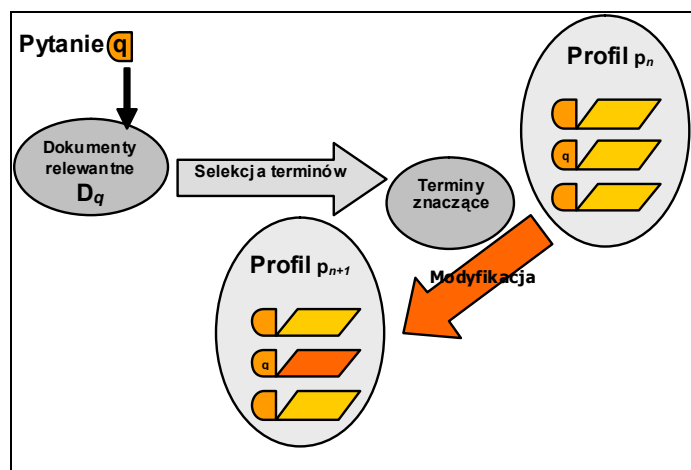 Pytanie q
Profil pn
Dokumenty
relewantne
Dq
Selekcja terminów
q
Terminy
znaczące
Profil pn+1
Modyfikacja
q